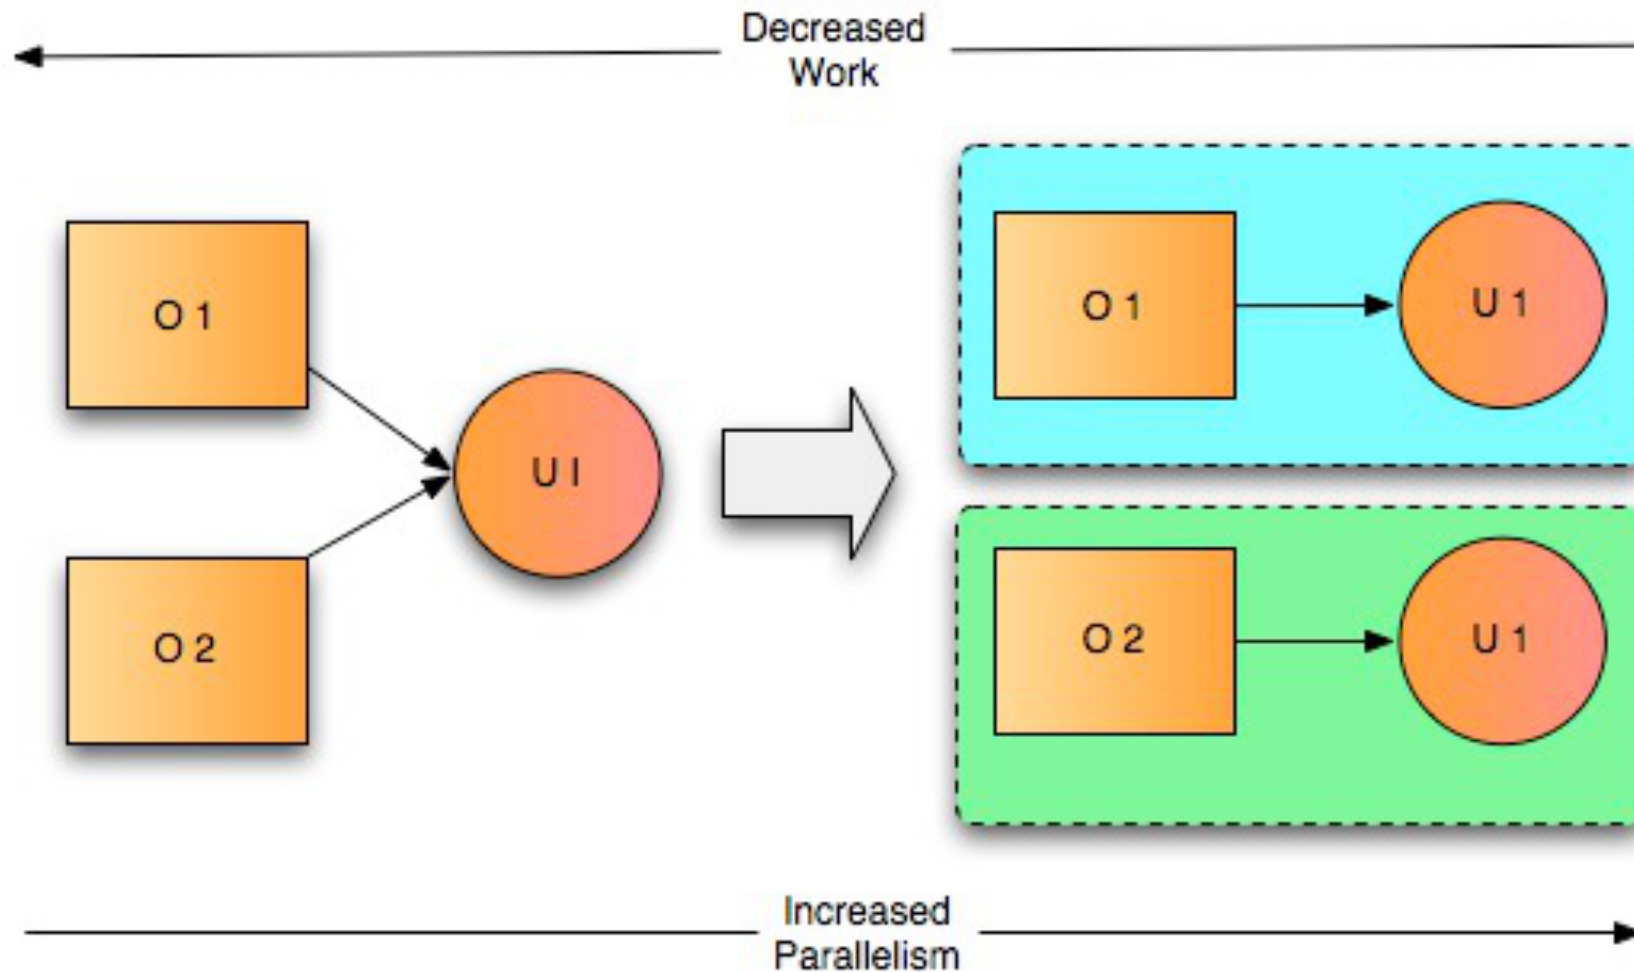 Decreased
Work
O 1
O 1
U 1
U I
O 2
O 2
U 1
Increased
Parallelism